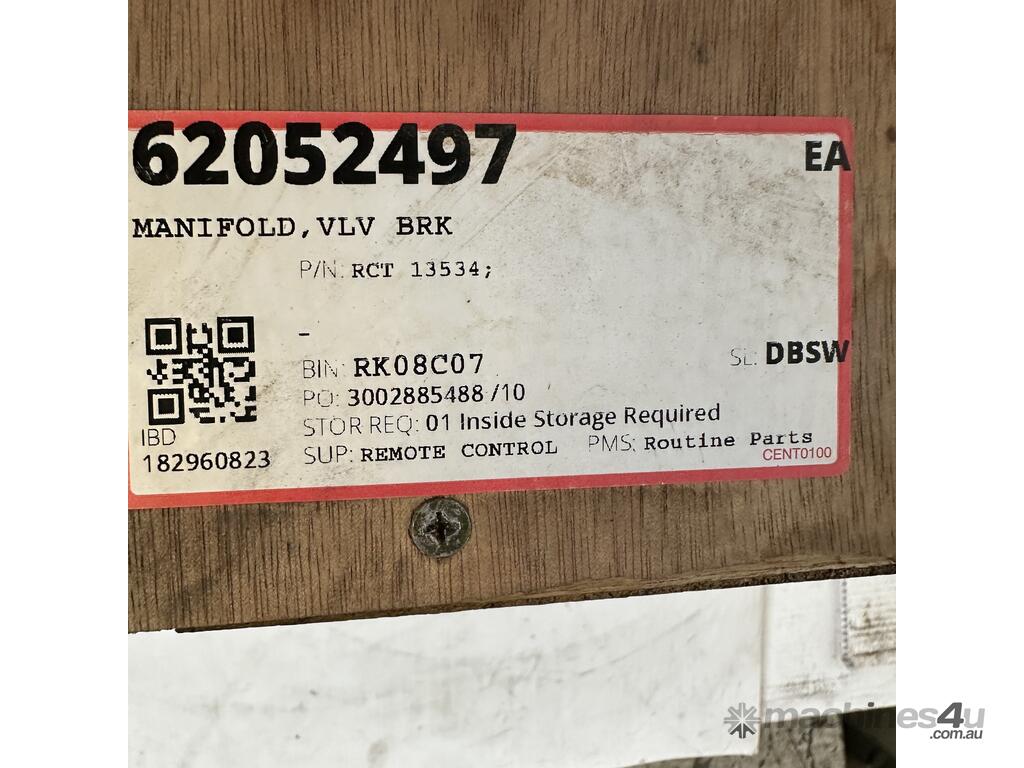 62052497 EA
MANIFOLD,VLV BRK
P/N: RCT 13534;
-
BIN: RK08C07 SL: DBSW
PO: 3002885488 /10
STOR REQ: 01 Inside Storage Required
IBD
182960823
SUP: REMOTE CONTROL PMS: Routine Parts
CENT0100
machines4u
.com.au